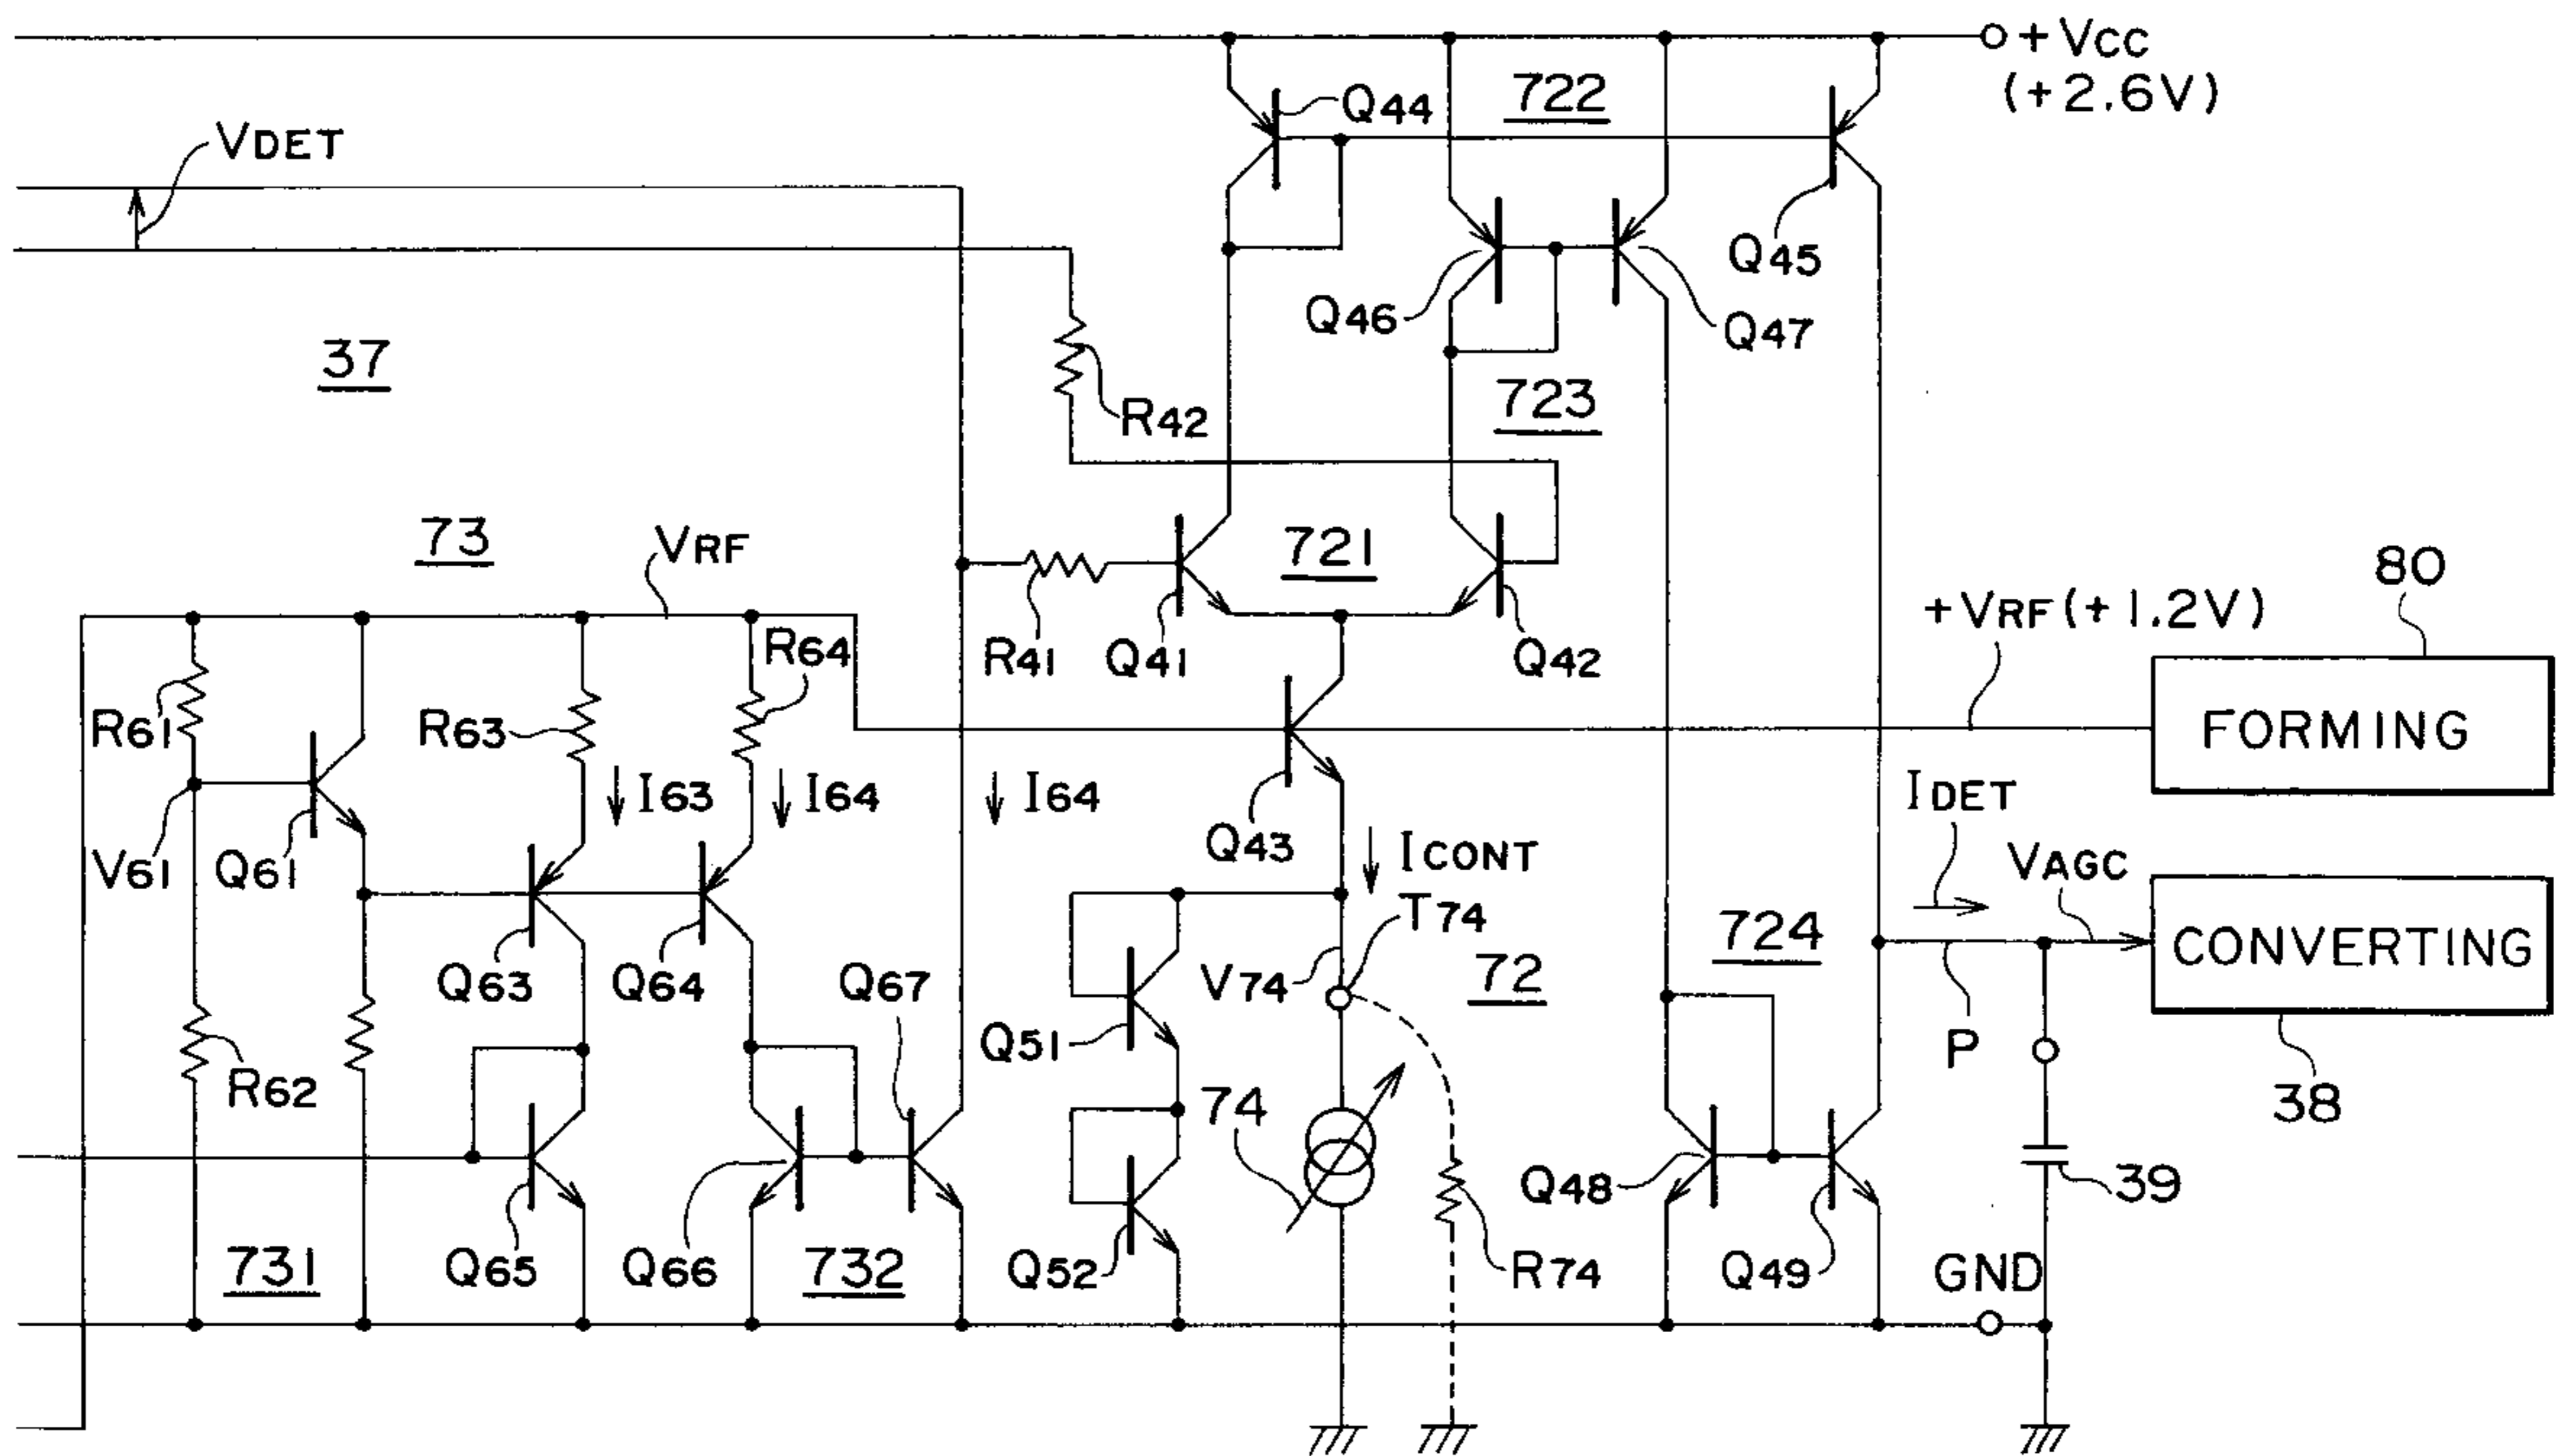 +VCC
(+2.6V)
722
Q44
VDET
Q45
Q46
Q47
37
R42
723
73
VRF
721
80
+VRF (+1.2V)
R64
R41
Q41
Q42
R61
R63
FORMING
I63
I64
I64
IDET
V61
Q61
Q43
ICONT
VAGC
T74
Q63
Q64
Q67
V74
72
724
CONVERTING
Q51
P
R62
74
38
Q48
39
731
Q65
Q66
732
Q52
R74
Q49
GND